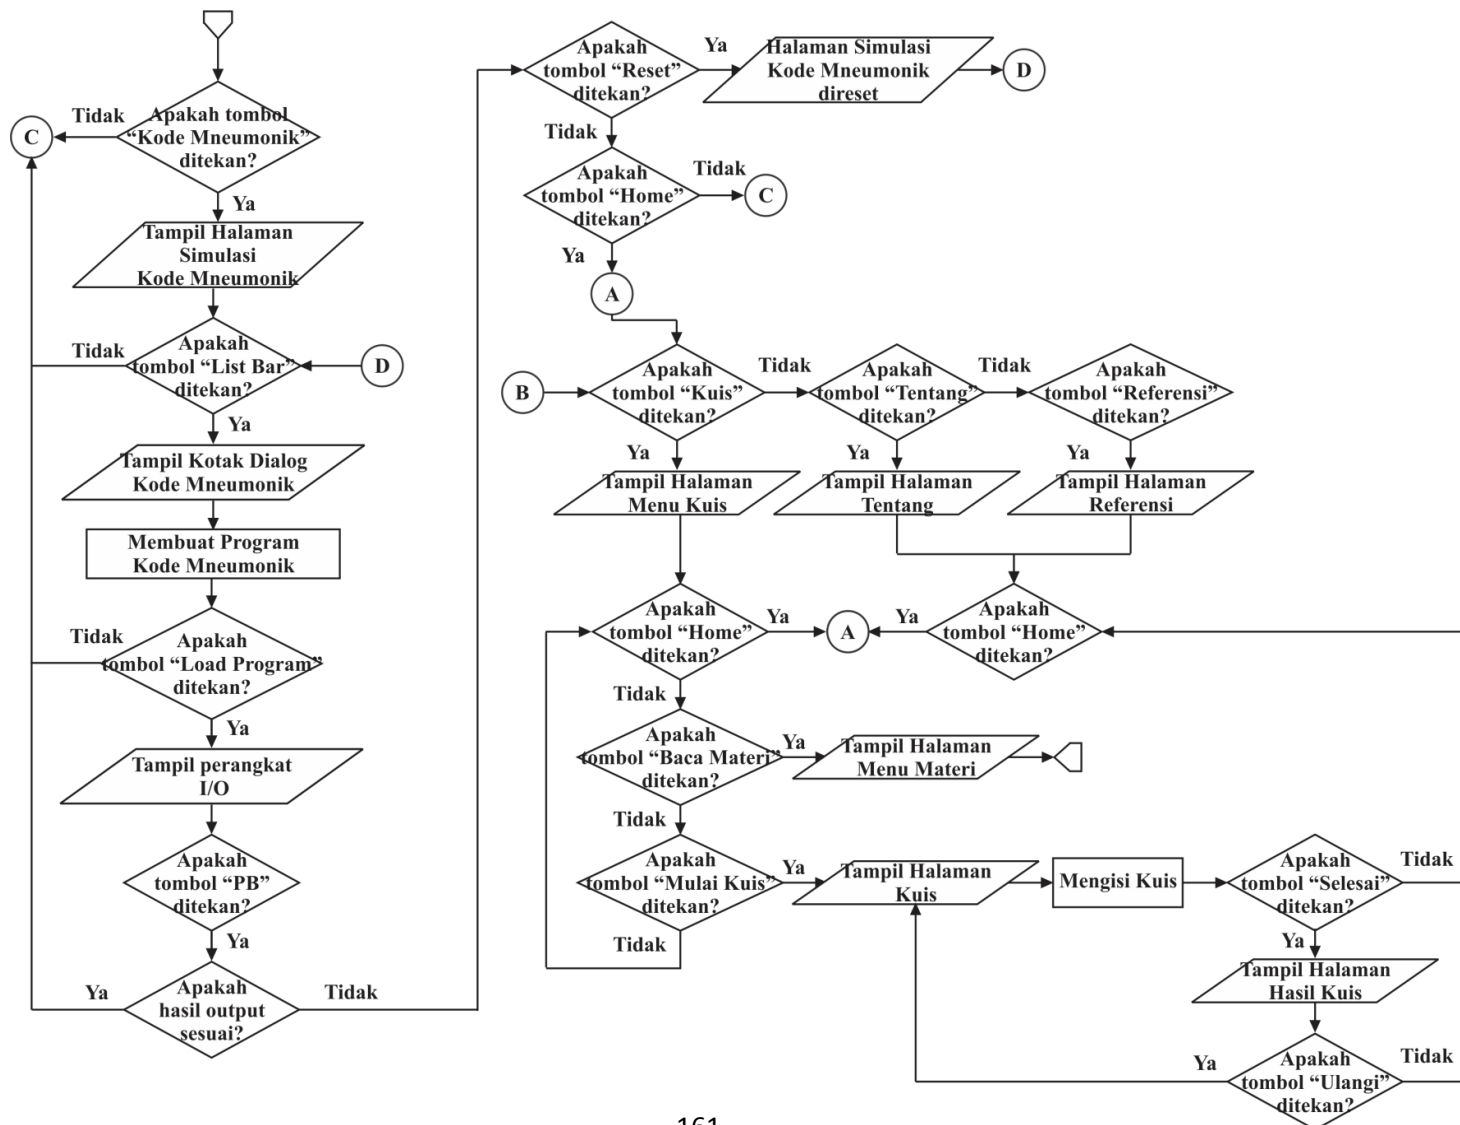 Apakah tombol
“Kode Mneumonik”
ditekan?
Tidak
C
Ya
Tampil Halaman
Simulasi
Kode Mneumonik
Apakah
tombol “List Bar”
ditekan?
Tidak
D
Ya
Tampil Kotak Dialog
Kode Mneumonik
Membuat Program
Kode Mneumonik
Apakah
tombol “Load Program”
ditekan?
Tidak
Ya
Tampil perangkat
I/O
Apakah
tombol “PB”
ditekan?
Ya
Apakah
hasil output
sesuai?
Ya
Tidak
Apakah
tombol “Reset”
ditekan?
Ya
Halaman Simulasi
Kode Mneumonik
direset
D
Tidak
Apakah
tombol “Home”
ditekan?
Tidak
C
Ya
A
B
Apakah
tombol “Kuis”
ditekan?
Tidak
Apakah
tombol “Tentang”
ditekan?
Tidak
Apakah
tombol “Referensi”
ditekan?
Ya
Ya
Ya
Tampil Halaman
Menu Kuis
Tampil Halaman
Tentang
Tampil Halaman
Referensi
Apakah
tombol “Home”
ditekan?
Ya
A
Ya
Apakah
tombol “Home”
ditekan?
Tidak
Apakah
tombol “Baca Materi”
ditekan?
Ya
Tampil Halaman
Menu Materi
Tidak
Apakah
tombol “Mulai Kuis”
ditekan?
Ya
Tampil Halaman
Kuis
Mengisi Kuis
Apakah
tombol “Selesai”
ditekan?
Tidak
Tidak
Ya
Tampil Halaman
Hasil Kuis
Apakah
tombol “Ulangi”
ditekan?
Ya
Tidak
161